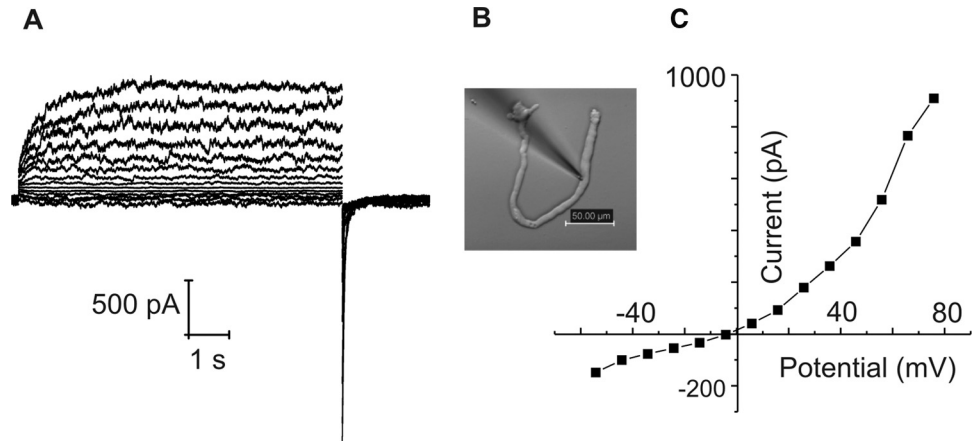 A
B
C
500 pA
1 s
50.00 µm
1000
Current (pA)
-40
40
80
Potential (mV)
-200